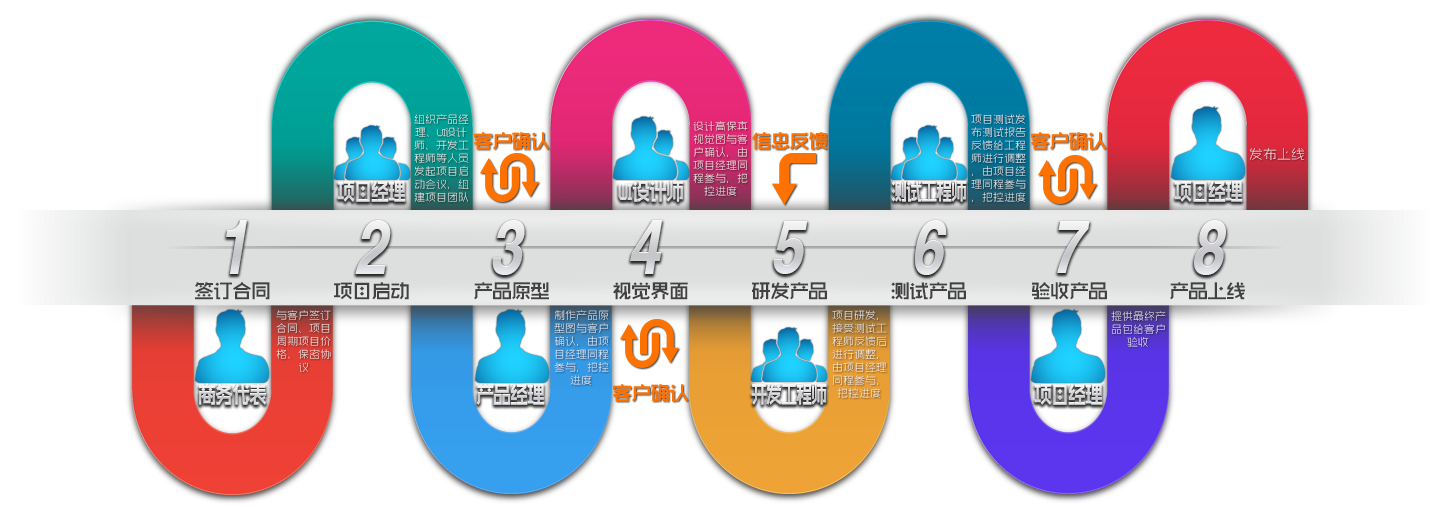 组织产品经
理、UI设计
师、开发工
程师等人员
发起项目启
动会议，组
建项目团队
项目经理
客户确认
设计高保真
视觉图与客
户确认，由
项目经理同
程参与，把
控进度
UI设计师
信息反馈
项目测试发
布测试报告
反馈给工程
师进行调整
，由项目经
理同程参与
，把控进度
测试工程师
客户确认
发布上线
项目经理
1 2 3 4 5 6 7 8
签订合同 项目启动 产品原型 视觉界面 研发产品 测试产品 验收产品 产品上线
与客户签订
合同、项目
周期项目价
格、保密协
议
商务代表
制作产品原
型图与客户
确认，由项
目经理同程
参与，把控
进度
产品经理
客户确认
项目研发，
接受测试工
程师反馈后
进行调整，
由项目经理
同程参与，
把控进度
开发工程师
提供最终产
品包给客户
验收
项目经理